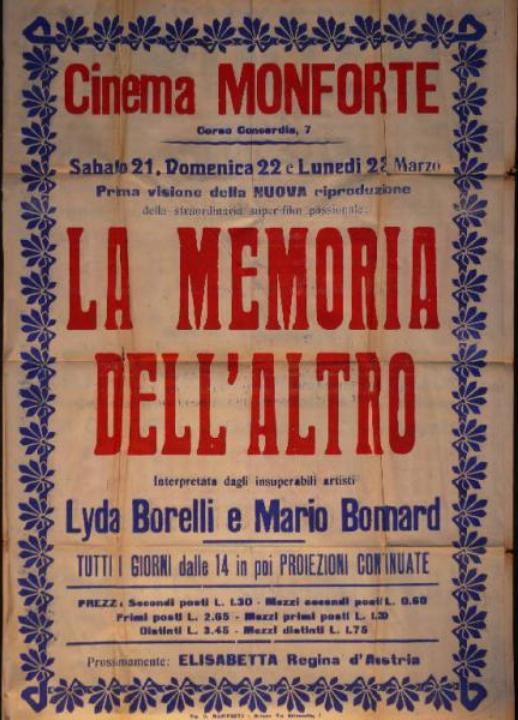 Cinema MONFORTE
Corso Concordia, 7
Sabato 21, Domenica 22 e Lunedì 23 Marzo
Prima visione della NUOVA riproduzione
della straordinaria super-film passionale:
LA MEMORIA
DELL'ALTRO
Interpretata dagli insuperabili artisti
Lyda Borelli e Mario Bonnard
TUTTI I GIORNI dalle 14 in poi PROIEZIONI CONTINUATE
PREZZI: Secondi posti L. 1.30 - Mezzi secondi posti L. 0.60
Primi posti L. 2.65 - Mezzi primi posti L. 1.30
Distinti L. 3.45 - Mezzi distinti L. 1.75
Prossimamente: ELISABETTA Regina d'Austria